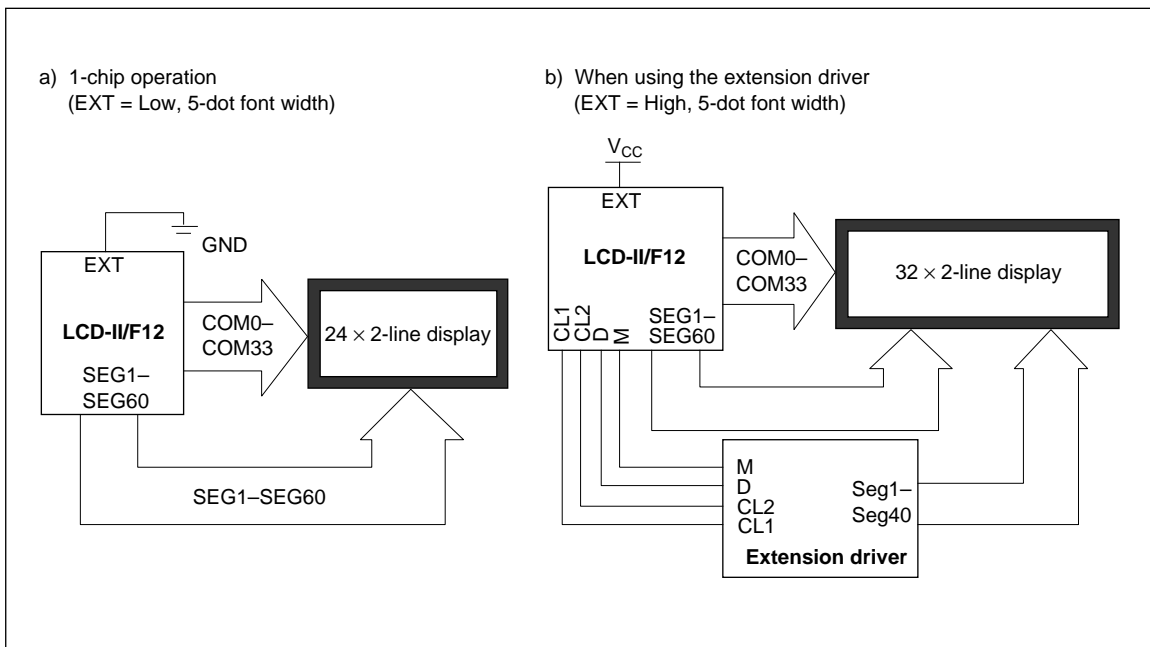 a) 1-chip operation
(EXT = Low, 5-dot font width)
GND
EXT
LCD-II/F12
SEG1–
SEG60
COM0–
COM33
24 × 2-line display
SEG1–SEG60
b) When using the extension driver
(EXT = High, 5-dot font width)
VCC
EXT
LCD-II/F12
CL1
CL2
D
M
SEG1–
SEG60
COM0–
COM33
32 × 2-line display
M
D
CL2
CL1
Seg1–
Seg40
Extension driver